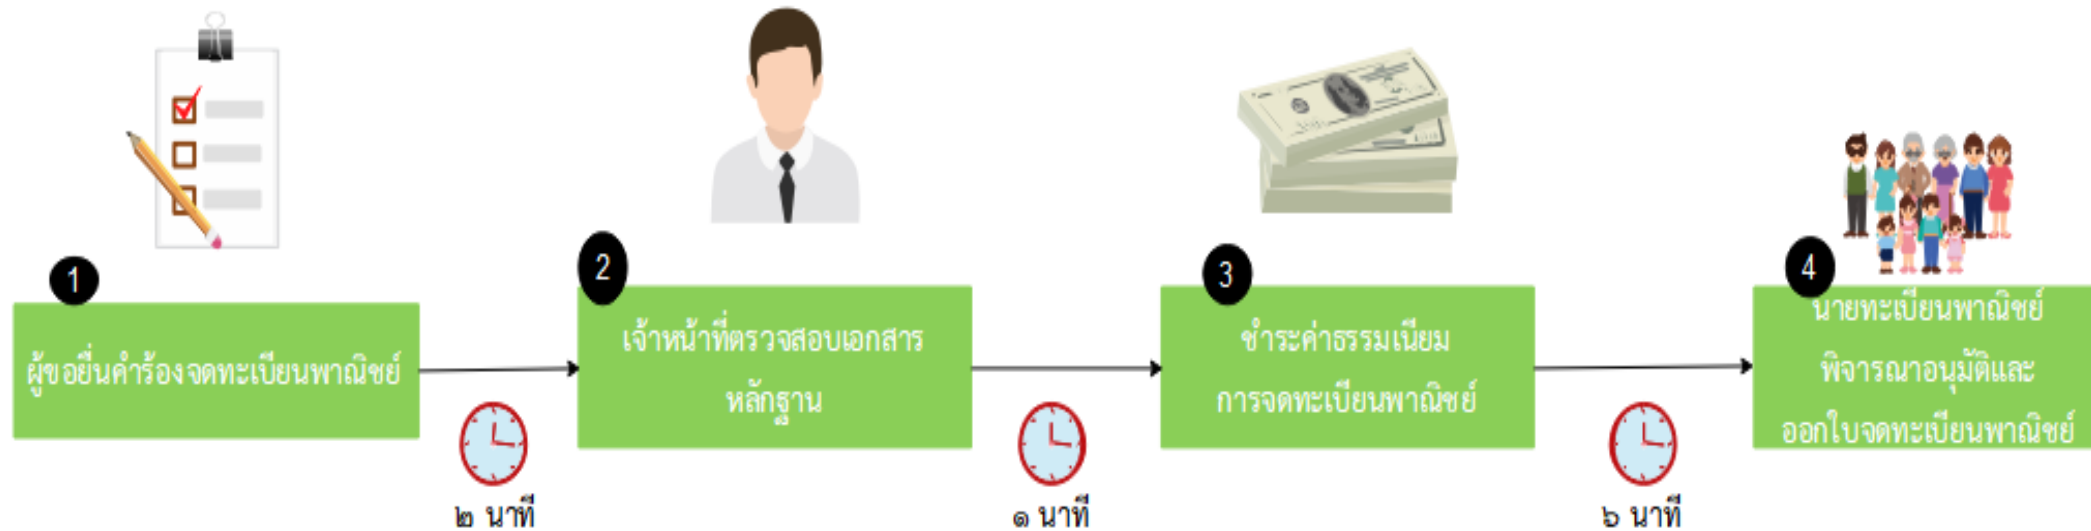 1
ผู้ขอยื่นคำร้องจดทะเบียนพาณิชย์
๒ นาที
2
เจ้าหน้าที่ตรวจสอบเอกสาร
หลักฐาน
๑ นาที
3
ชำระค่าธรรมเนียม
การจดทะเบียนพาณิชย์
๖ นาที
4
นายทะเบียนพาณิชย์
พิจารณาอนุมัติและ
ออกใบจดทะเบียนพาณิชย์